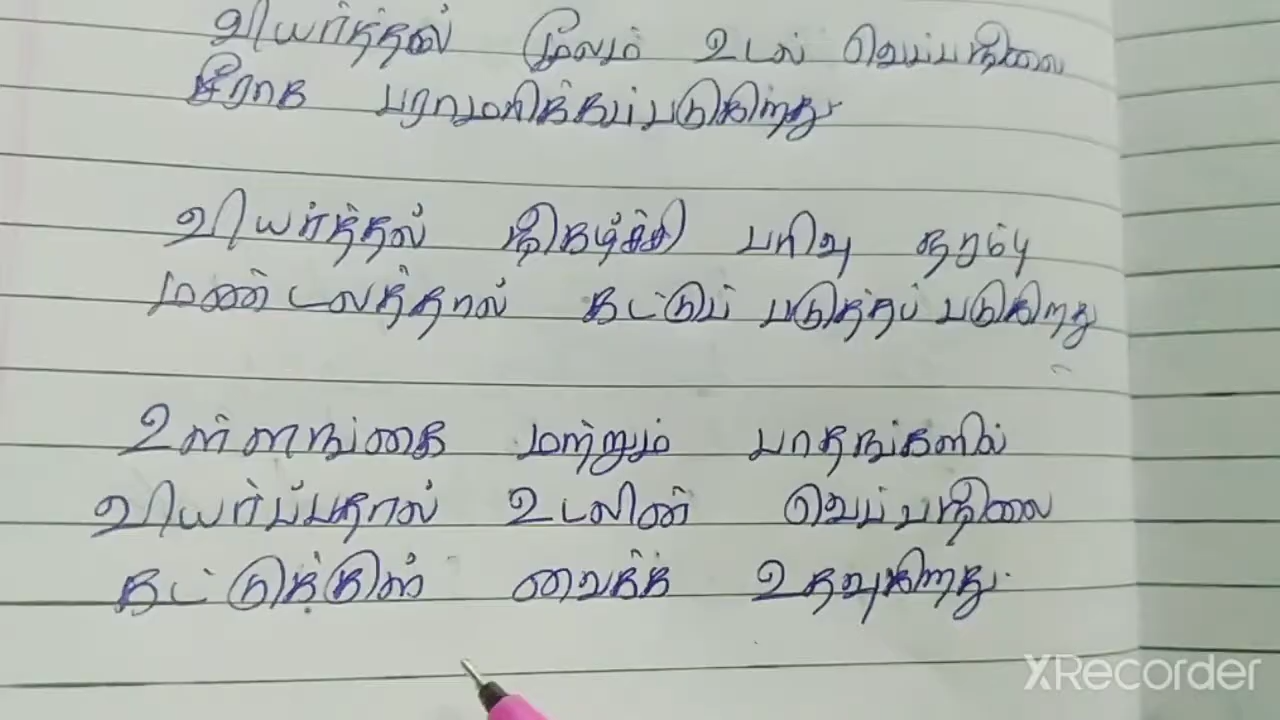 வியர்த்தல் மூலம் உடல் வெப்பநிலை
சீராக பராமரிக்கப்படுகிறது
வியர்த்தல் நிகழ்ச்சி பரிவு நரம்பு
மண்டலத்தால் கட்டுப் படுத்தப் படுகிறது
உள்ளங்கை மற்றும் பாதங்களில்
வியர்ப்பதால் உடலின் வெப்பநிலை
கட்டுக்குள் வைக்க உதவுகிறது.
XRecorder